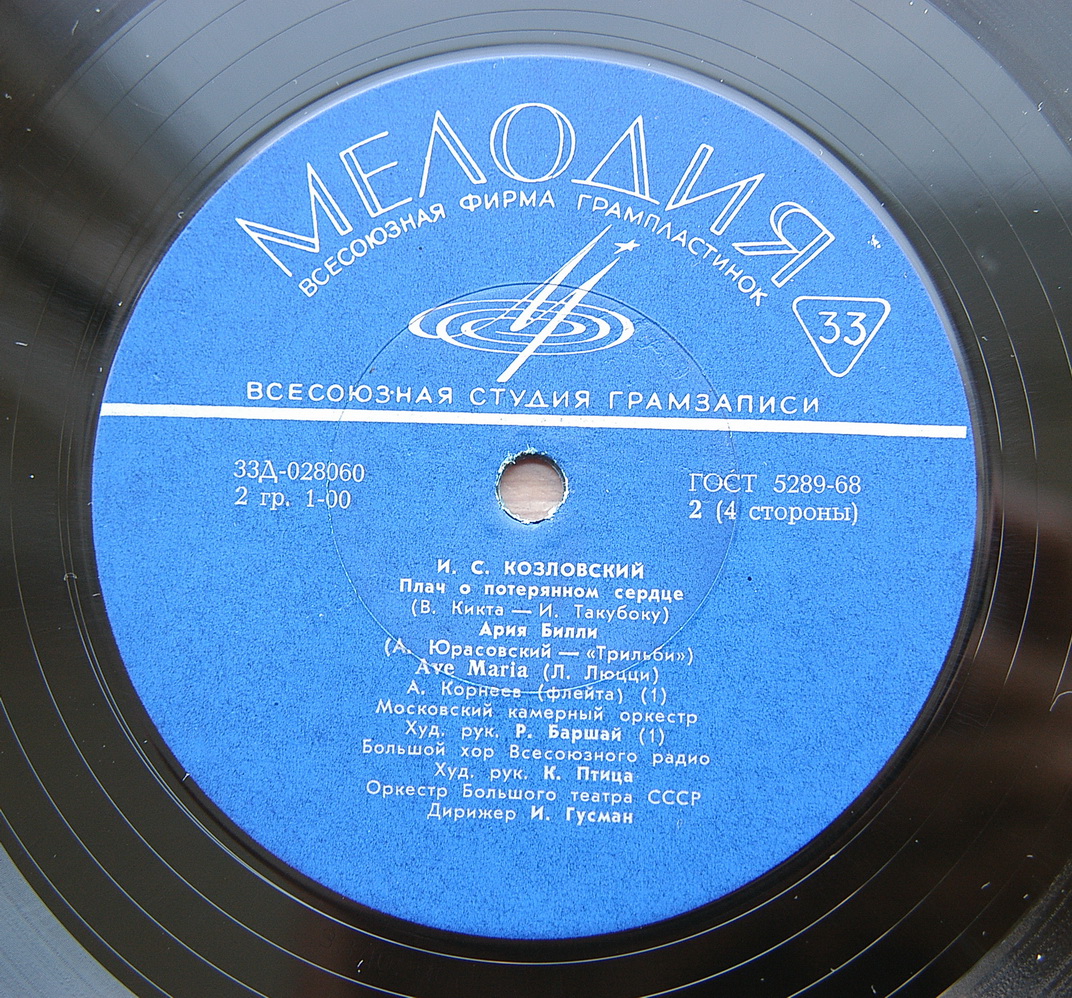 МЕЛОДИЯ
ВСЕСОЮЗНАЯ ФИРМА ГРАМПЛАСТИНОК
33
ВСЕСОЮЗНАЯ СТУДИЯ ГРАМЗАПИСИ
33Д-028060
2 гр. 1-00
ГОСТ 5289-68
2 (4 стороны)
И. С. КОЗЛОВСКИЙ
Плач о потерянном сердце
(В. Кикта — И. Такубоку)
Ария Билли
(А. Юрасовский — «Трильби»)
Ave Maria (Л. Люцци)
А. Корнеев (флейта) (1)
Московский камерный оркестр
Худ. рук. Р. Баршай (1)
Большой хор Всесоюзного радио
Худ. рук. К. Птица
Оркестр Большого театра СССР
Дирижер И. Гусман